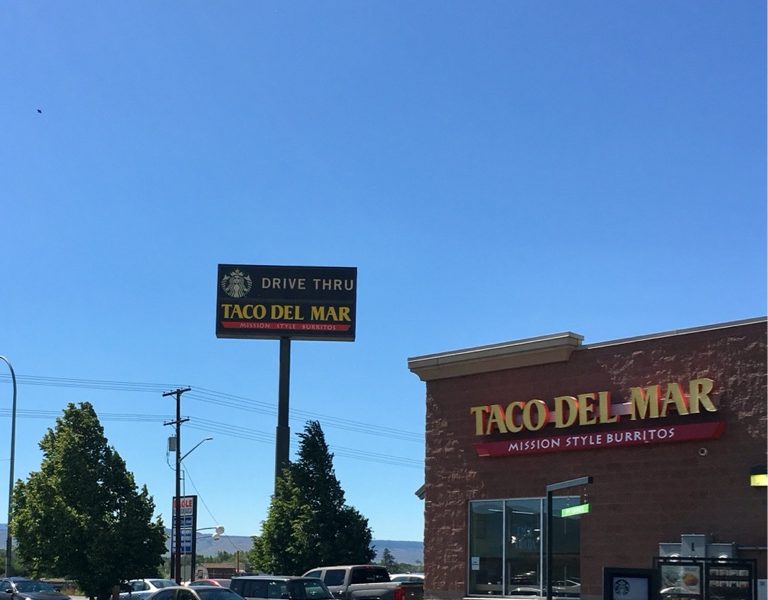 DRIVE THRU
TACO DEL MAR
MISSION STYLE BURRITOS
TACO DEL MAR
MISSION STYLE BURRITOS